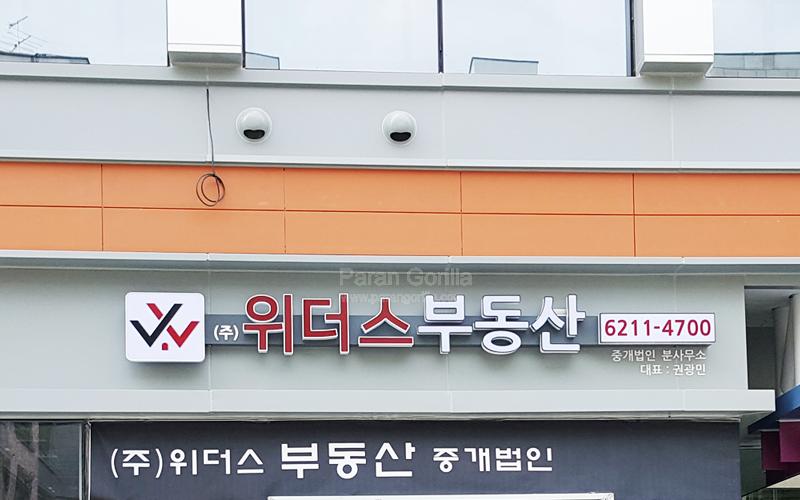 Paran Gorilla
(주)위더스부동산 6211-4700
중개법인 분사무소
대표 : 권광민
(주)위더스 부동산 중개법인